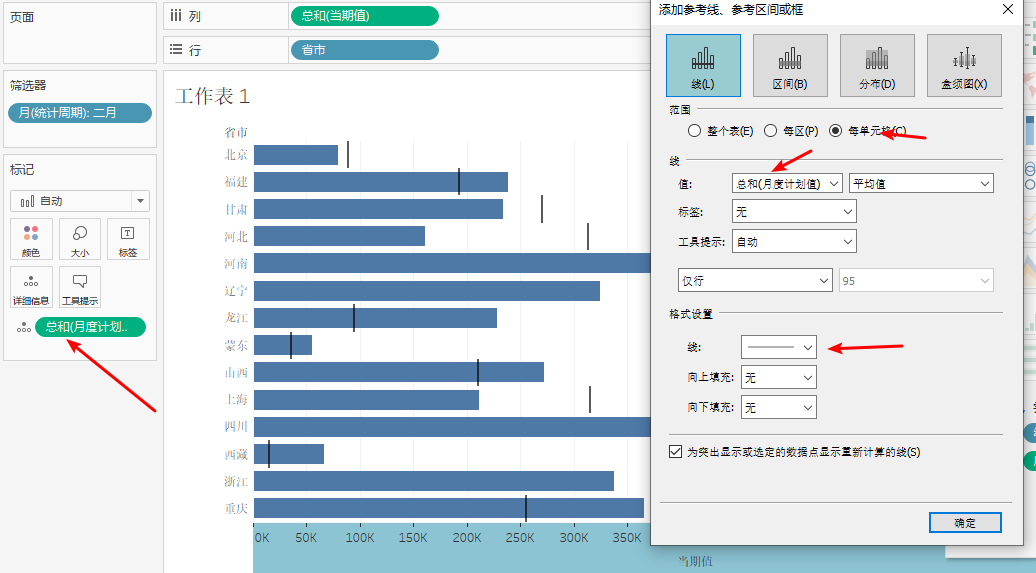 页面
列
总和(当期值)
行
省市
筛选器
月(统计周期): 二月
标记
自动
颜色
大小
标签
详细信息
工具提示
总和(月度计划..
工作表 1
省市
北京
福建
甘肃
河北
河南
辽宁
龙江
蒙东
山西
上海
四川
西藏
浙江
重庆
0K
50K
100K
150K
200K
250K
300K
350K
当期值
添加参考线、参考区间或框
线(L)
区间(B)
分布(D)
盒须图(X)
范围
整个表(E)
每区(P)
每单元格(C)
线
值:
总和(月度计划值)
平均值
标签:
无
工具提示:
自动
仅行
95
格式设置
线:
向上填充:
无
向下填充:
无
为突出显示或选定的数据点显示重新计算的线(S)
确定